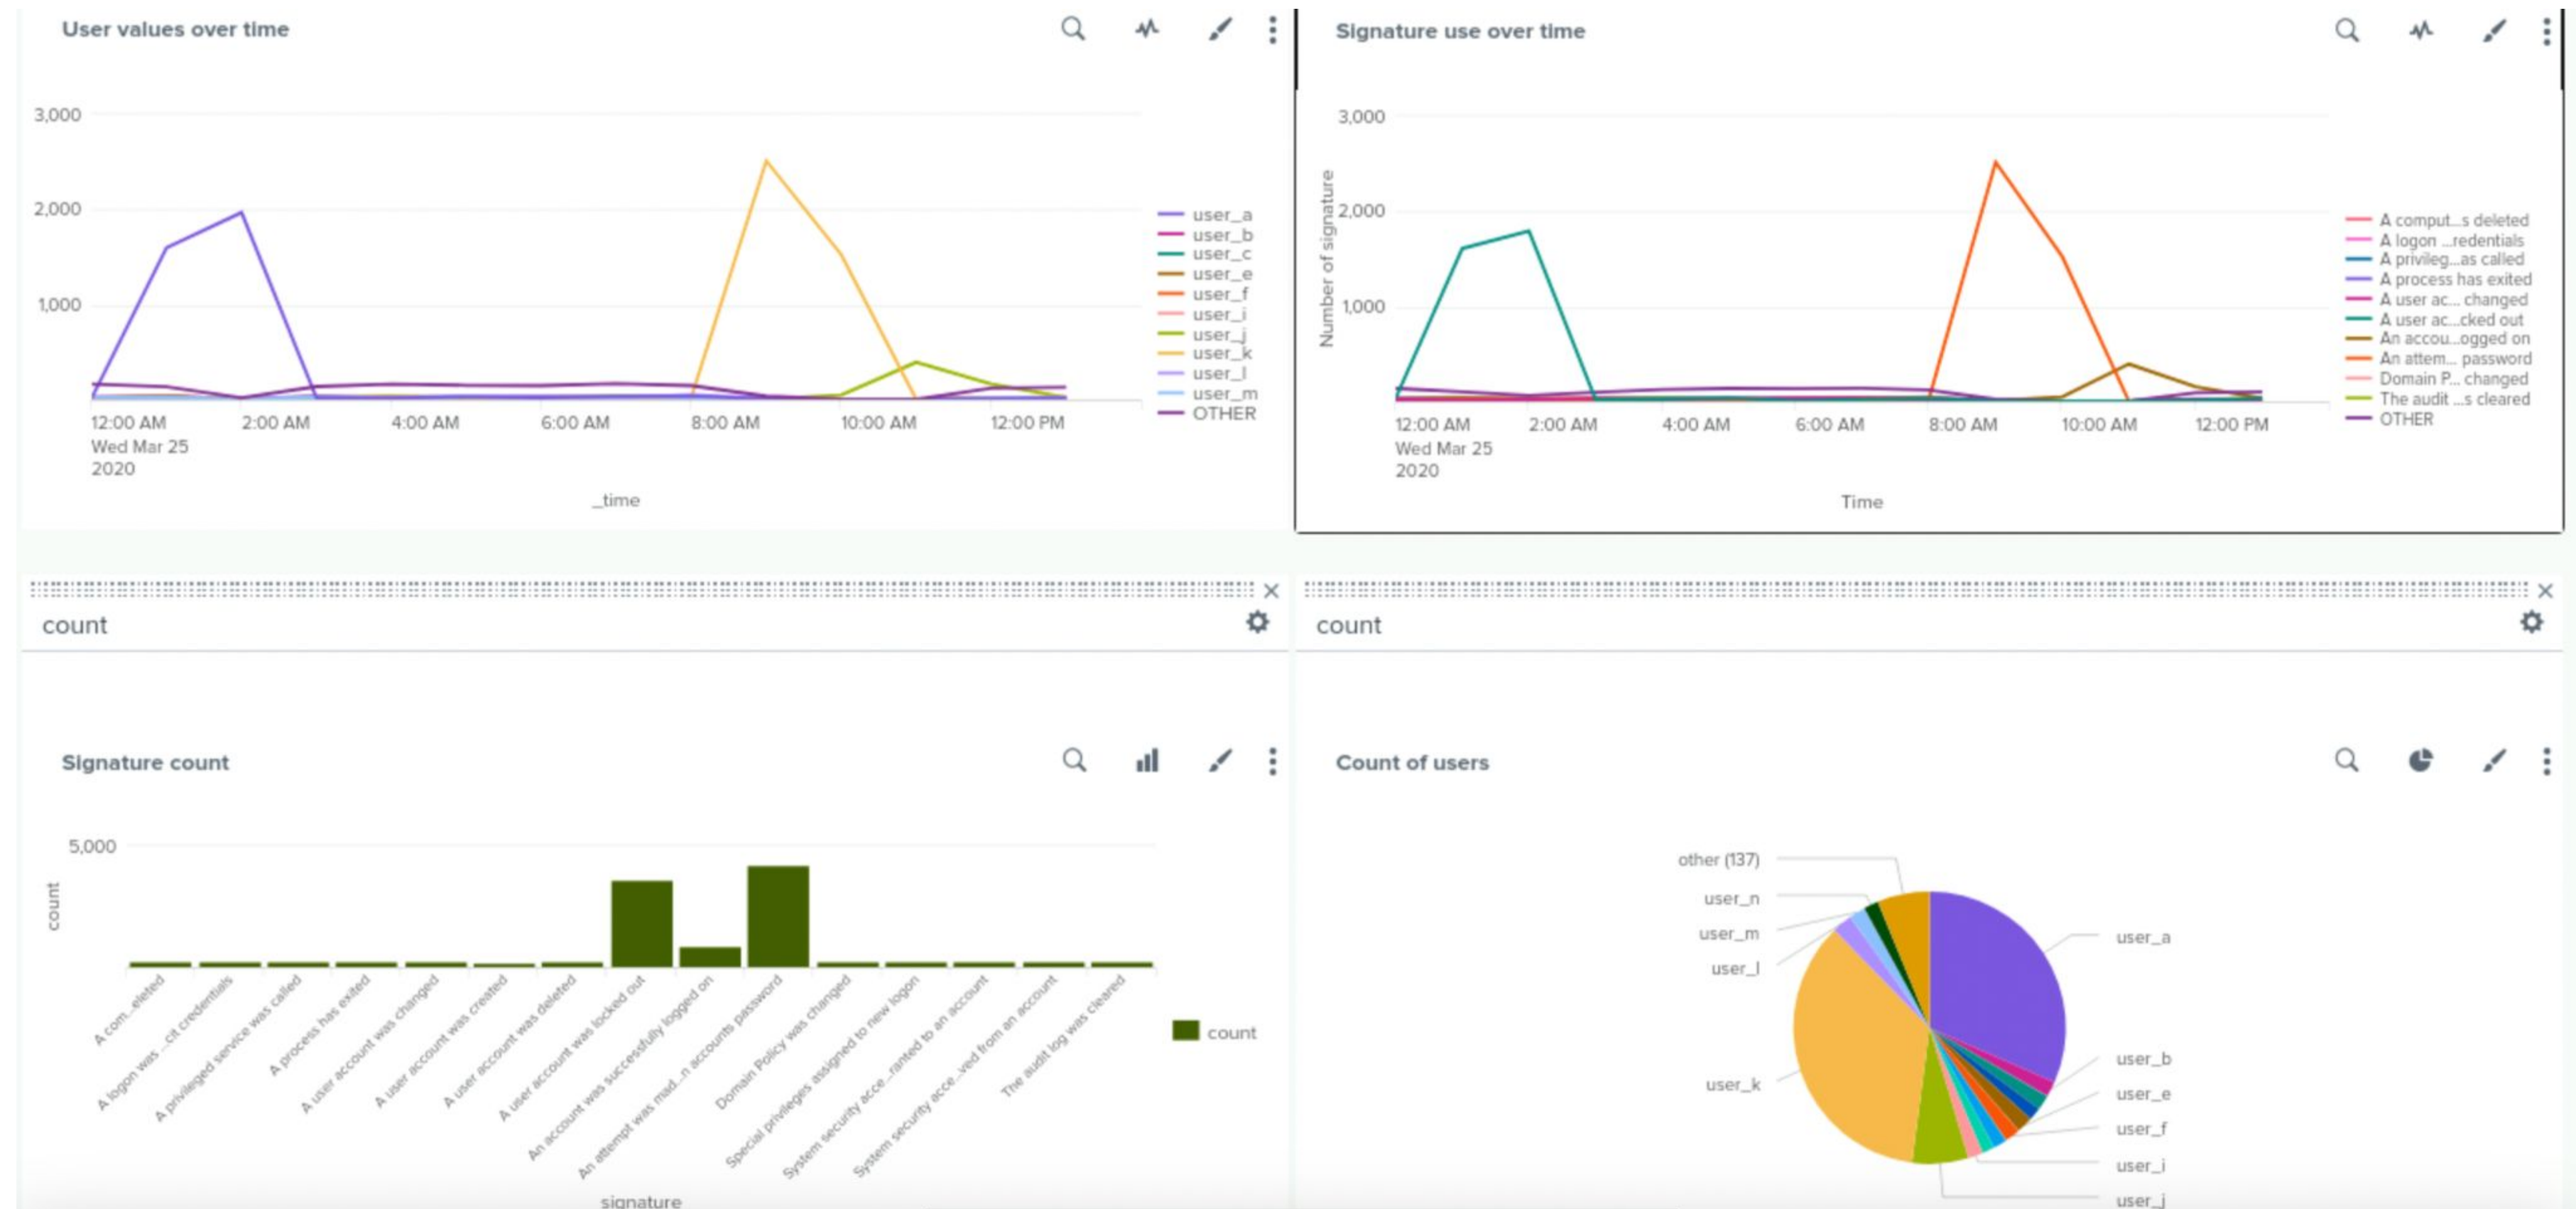 User values over time
3,000
2,000
1,000
12:00 AM
Wed Mar 25
2020
2:00 AM
4:00 AM
6:00 AM
8:00 AM
10:00 AM
12:00 PM
_time
user_a
user_b
user_c
user_e
user_f
user_i
user_j
user_k
user_l
user_m
OTHER
Signature use over time
Number of signature
3,000
2,000
1,000
12:00 AM
Wed Mar 25
2020
2:00 AM
4:00 AM
6:00 AM
8:00 AM
10:00 AM
12:00 PM
Time
A comput...s deleted
A logon ...redentials
A privileg...as called
A process has exited
A user ac... changed
A user ac...cked out
An accou...ogged on
An attem... password
Domain P... changed
The audit ...s cleared
OTHER
count
Signature count
5,000
count
A com...eleted
A logon was ...cit credentials
A privileged service was called
A process has exited
A user account was changed
A user account was created
A user account was deleted
A user account was locked out
An account was successfully logged on
An attempt was mad...n accounts password
Domain Policy was changed
Special privileges assigned to new logon
System security acce...ranted to an account
System security acce...ved from an account
The audit log was cleared
signature
count
count
Count of users
other (137)
user_n
user_m
user_l
user_k
user_a
user_b
user_e
user_f
user_i
user_j